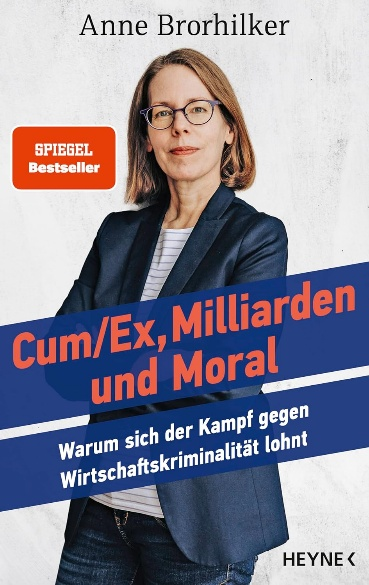 Anne Brorhilker
SPIEGEL
Bestseller
Cum/Ex, Milliarden
und Moral
Warum sich der Kampf gegen
Wirtschaftskriminalität lohnt
HEYNE<